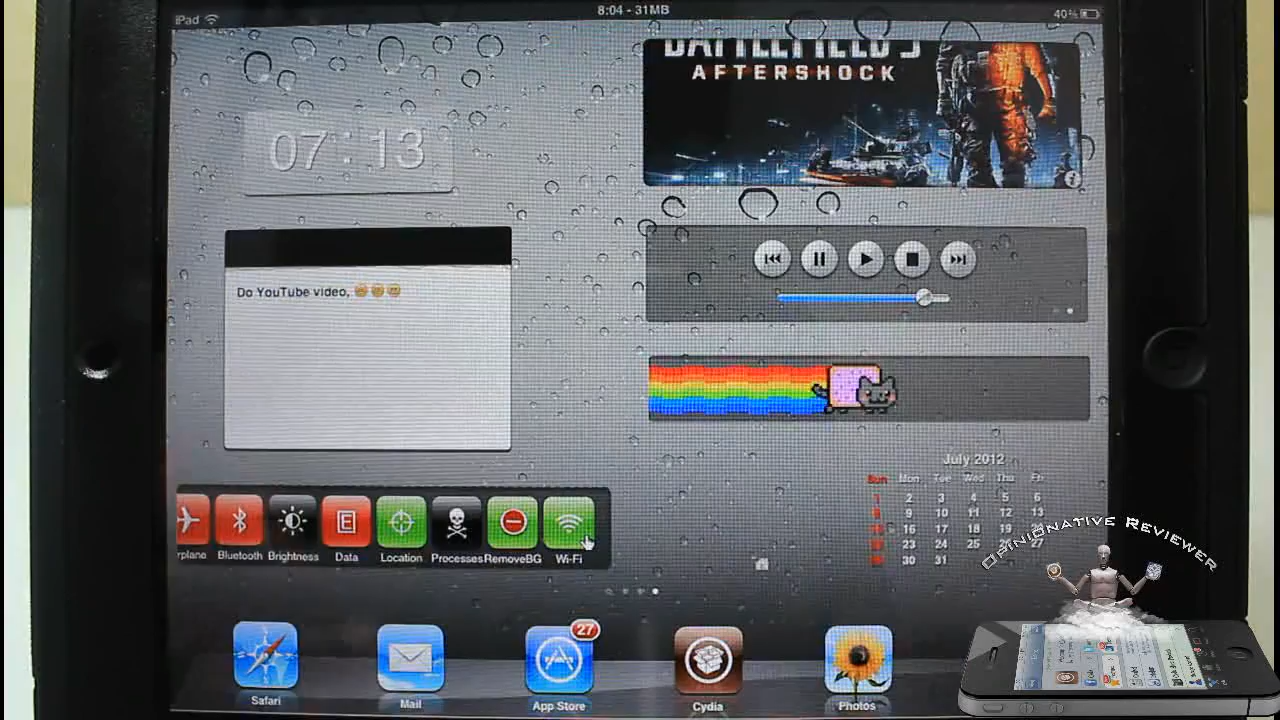 iPad
8:04 - 31MB
40%
BATTLEFIELD 3
AFTERSHOCK
07:13
Do YouTube video,
July 2012
Sun Mon Tue Wed Thu Fri
1 2 3 4 5 6
8 9 10 11 12 13
15 16 17 18 19
23 24 25 26 27
30 31
rplane
Bluetooth
Brightness
Data
Location
Processes
RemoveBG
Wi-Fi
OPINIONATIVE REVIEWER
27
Safari
Mail
App Store
Cydia
Photos